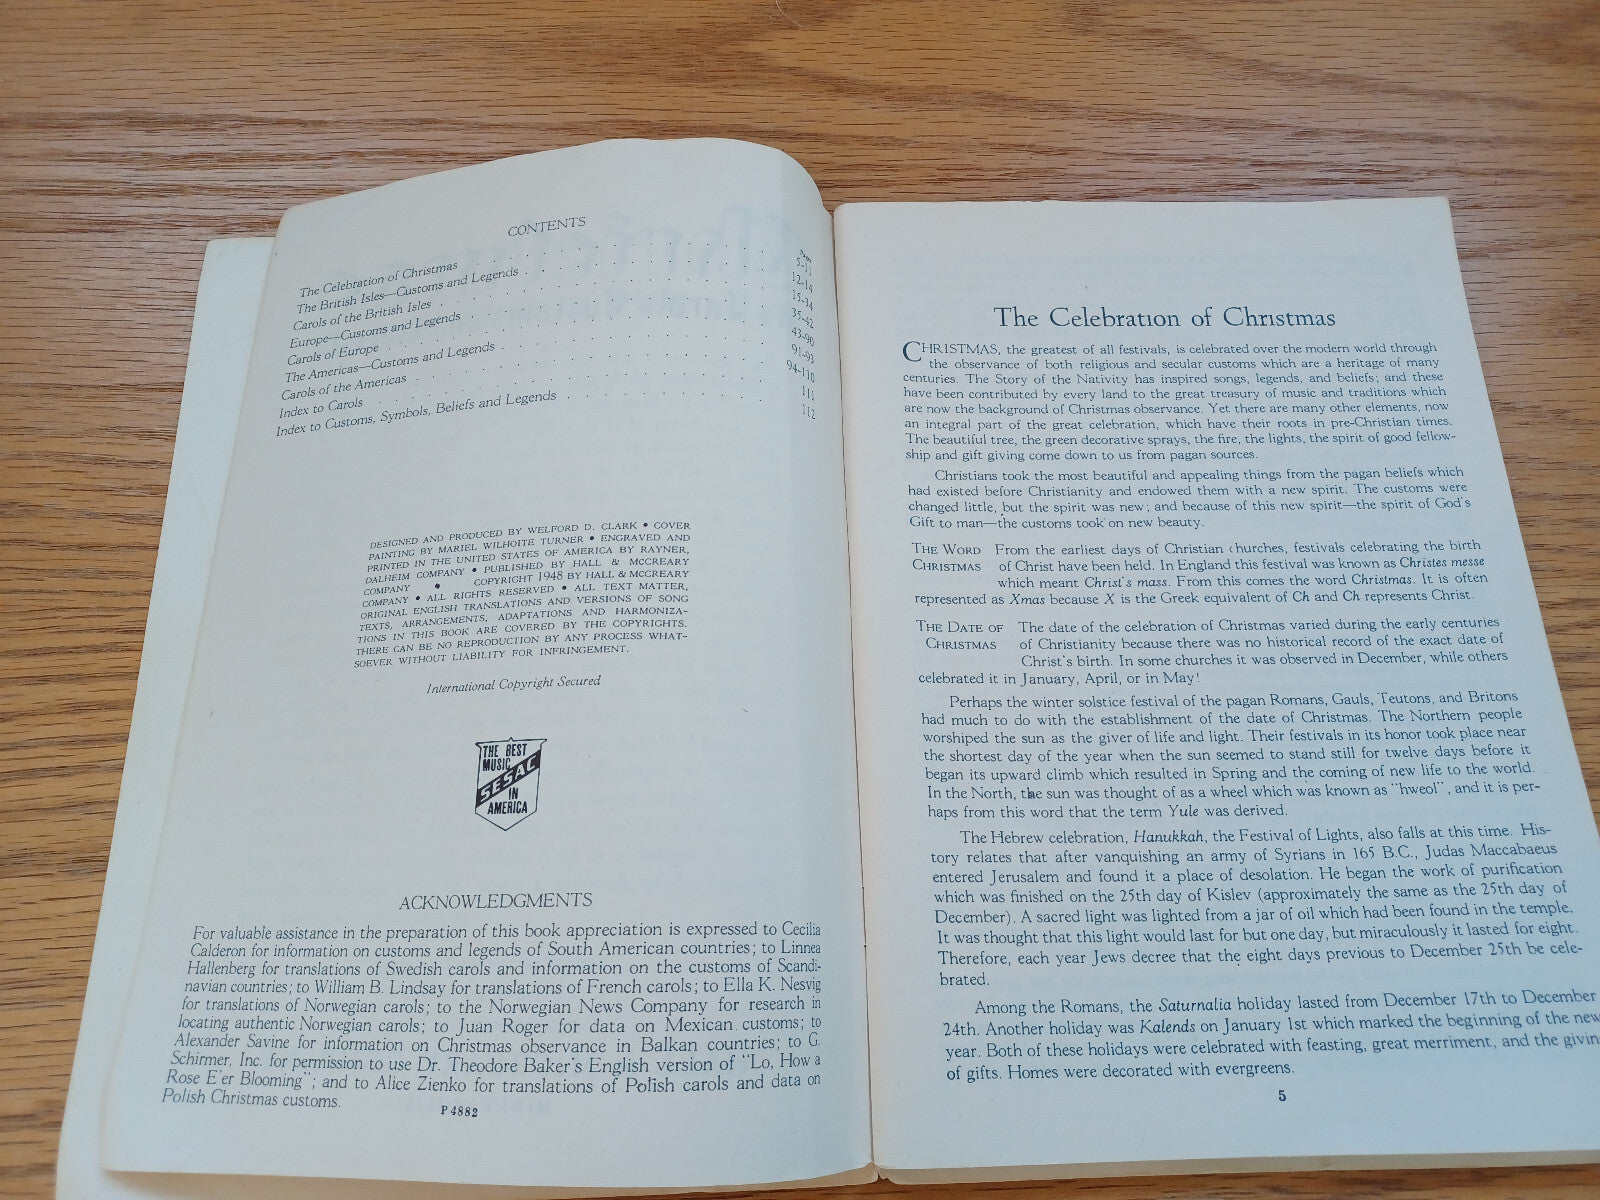 CONTENTS
Pages
The Celebration of Christmas . . . . . . . . . . . . 5-11
The British Isles—Customs and Legends . . . . . . . . . . . . 12-14
Carols of the British Isles . . . . . . . . . . . . 15-34
Europe—Customs and Legends . . . . . . . . . . . . 35-42
Carols of Europe . . . . . . . . . . . . 43-90
The Americas—Customs and Legends . . . . . . . . . . . . 91-93
Carols of the Americas . . . . . . . . . . . . 94-110
Index to Carols . . . . . . . . . . . . 111
Index to Customs, Symbols, Beliefs and Legends . . . . . . . . . . 112
DESIGNED AND PRODUCED BY WELFORD D. CLARK • COVER
PAINTING BY MARIEL WILHOITE TURNER • ENGRAVED AND
PRINTED IN THE UNITED STATES OF AMERICA BY RAYNER,
DALHEIM COMPANY • PUBLISHED BY HALL & McCREARY
COMPANY • COPYRIGHT 1948 BY HALL & McCREARY
COMPANY • ALL RIGHTS RESERVED • ALL TEXT MATTER,
ORIGINAL ENGLISH TRANSLATIONS AND VERSIONS OF SONG
TEXTS, ARRANGEMENTS, ADAPTATIONS AND HARMONIZA-
TIONS IN THIS BOOK ARE COVERED BY THE COPYRIGHTS.
THERE CAN BE NO REPRODUCTION BY ANY PROCESS WHAT-
SOEVER WITHOUT LIABILITY FOR INFRINGEMENT.
International Copyright Secured
THE BEST
MUSIC
SESAC
IN
AMERICA
ACKNOWLEDGMENTS
For valuable assistance in the preparation of this book appreciation is expressed to Cecilia
Calderon for information on customs and legends of South American countries; to Linnea
Hallenberg for translations of Swedish carols and information on the customs of Scandi-
navian countries; to William B. Lindsay for translations of French carols; to Ella K. Nesvig
for translations of Norwegian carols; to the Norwegian News Company for research in
locating authentic Norwegian carols; to Juan Roger for data on Mexican customs; to
Alexander Savine for information on Christmas observance in Balkan countries; to G.
Schirmer, Inc. for permission to use Dr. Theodore Baker's English version of "Lo, How a
Rose E'er Blooming"; and to Alice Zienko for translations of Polish carols and data on
Polish Christmas customs.
P 4882
The Celebration of Christmas
CHRISTMAS, the greatest of all festivals, is celebrated over the modern world through
the observance of both religious and secular customs which are a heritage of many
centuries. The Story of the Nativity has inspired songs, legends, and beliefs; and these
have been contributed by every land to the great treasury of music and traditions which
are now the background of Christmas observance. Yet there are many other elements, now
an integral part of the great celebration, which have their roots in pre-Christian times.
The beautiful tree, the green decorative sprays, the fire, the lights, the spirit of good fellow-
ship and gift giving come down to us from pagan sources.
Christians took the most beautiful and appealing things from the pagan beliefs which
had existed before Christianity and endowed them with a new spirit. The customs were
changed little, but the spirit was new; and because of this new spirit—the spirit of God's
Gift to man—the customs took on new beauty.
THE WORD From the earliest days of Christian churches, festivals celebrating the birth
CHRISTMAS of Christ have been held. In England this festival was known as Christes messe
which meant Christ's mass. From this comes the word Christmas. It is often
represented as Xmas because X is the Greek equivalent of Ch and Ch represents Christ.
THE DATE OF The date of the celebration of Christmas varied during the early centuries
CHRISTMAS of Christianity because there was no historical record of the exact date of
Christ's birth. In some churches it was observed in December, while others
celebrated it in January, April, or in May!
Perhaps the winter solstice festival of the pagan Romans, Gauls, Teutons, and Britons
had much to do with the establishment of the date of Christmas. The Northern people
worshiped the sun as the giver of life and light. Their festivals in its honor took place near
the shortest day of the year when the sun seemed to stand still for twelve days before it
began its upward climb which resulted in Spring and the coming of new life to the world.
In the North, the sun was thought of as a wheel which was known as "hweol", and it is per-
haps from this word that the term Yule was derived.
The Hebrew celebration, Hanukkah, the Festival of Lights, also falls at this time. His-
tory relates that after vanquishing an army of Syrians in 165 B.C., Judas Maccabaeus
entered Jerusalem and found it a place of desolation. He began the work of purification
which was finished on the 25th day of Kislev (approximately the same as the 25th day of
December). A sacred light was lighted from a jar of oil which had been found in the temple.
It was thought that this light would last for but one day, but miraculously it lasted for eight.
Therefore, each year Jews decree that the eight days previous to December 25th be cele-
brated.
Among the Romans, the Saturnalia holiday lasted from December 17th to December
24th. Another holiday was Kalends on January 1st which marked the beginning of the new
year. Both of these holidays were celebrated with feasting, great merriment, and the givin
of gifts. Homes were decorated with evergreens.
5